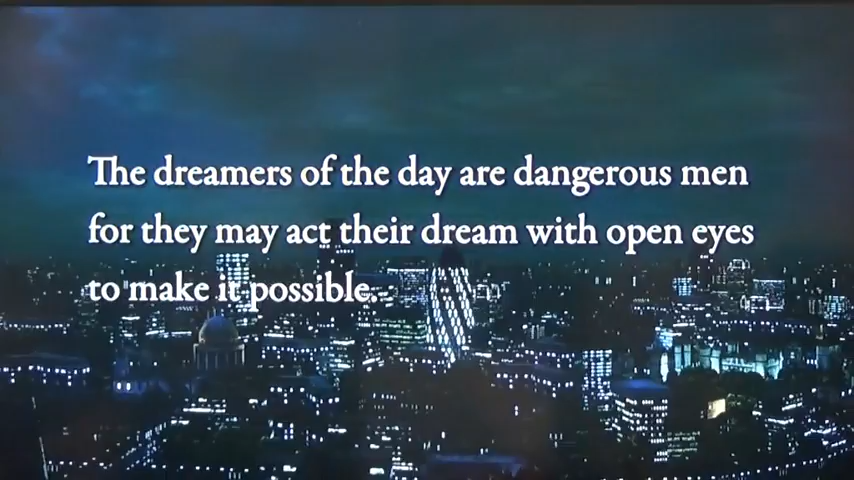 The dreamers of the day are dangerous men
for they may act their dream with open eyes
to make it possible.